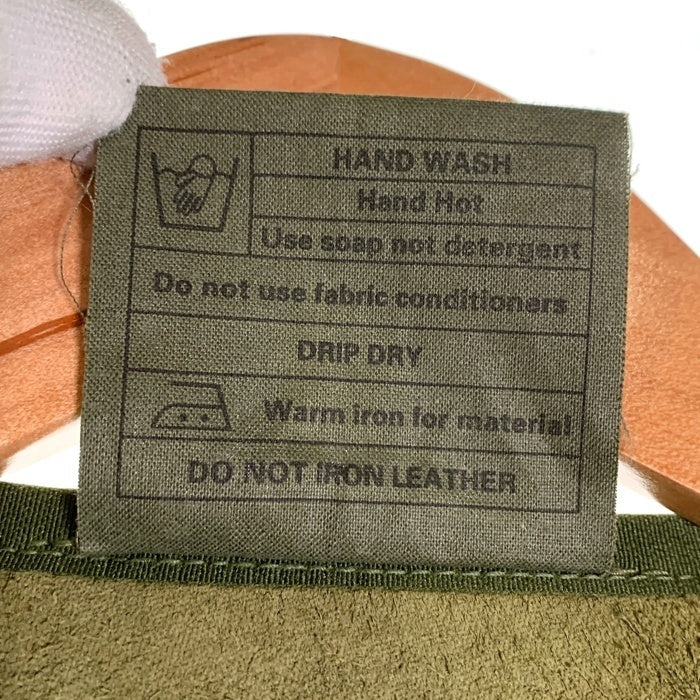 HAND WASH
Hand Hot
Use soap not detergent
Do not use fabric conditioners
DRIP DRY
Warm iron for material
DO NOT IRON LEATHER